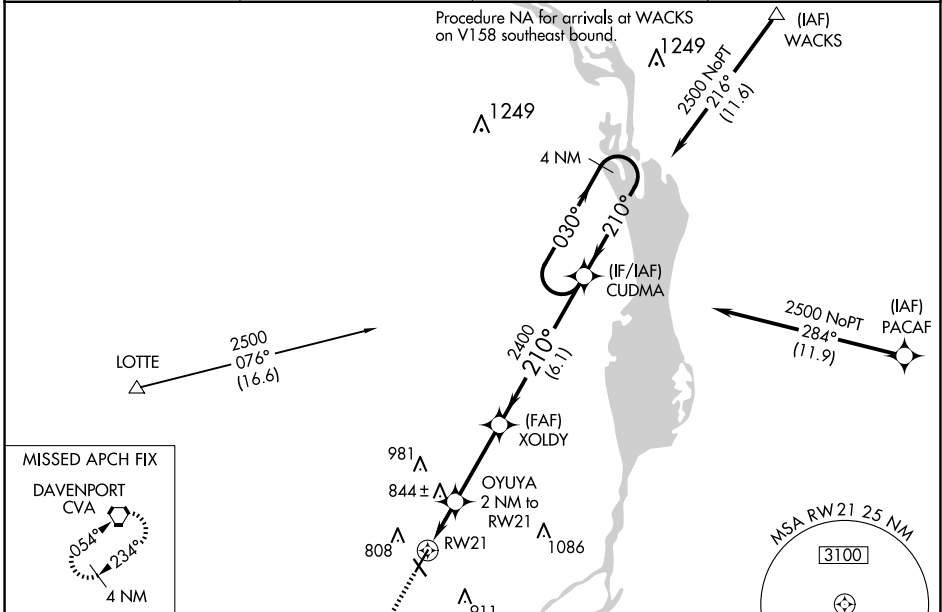 Procedure NA for arrivals at WACKS
on V158 southeast bound.
(IAF)
WACKS
1249
2500 NoPT
216°
(11.6)
1249
4 NM
030°
210°
(IF/IAF)
CUDMA
2500 NoPT
284°
(11.9)
(IAF)
PACAF
2500
076°
(16.6)
LOTTE
2400
210°
(6.1)
(FAF)
XOLDY
MISSED APCH FIX
DAVENPORT
CVA
054°
234°
4 NM
981
844±
OYUYA
2 NM to
RW21
808
RW21
1086
MSA RW21 25 NM
3100